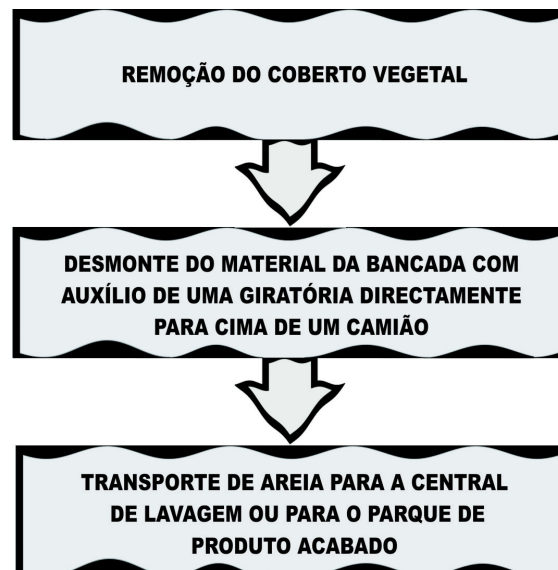 REMOÇÃO DO COBERTO VEGETAL
DESMONTE DO MATERIAL DA BANCADA COM
AUXÍLIO DE UMA GIRATÓRIA DIRECTAMENTE
PARA CIMA DE UM CAMIÃO
TRANSPORTE DE AREIA PARA A CENTRAL
DE LAVAGEM OU PARA O PARQUE DE
PRODUTO ACABADO